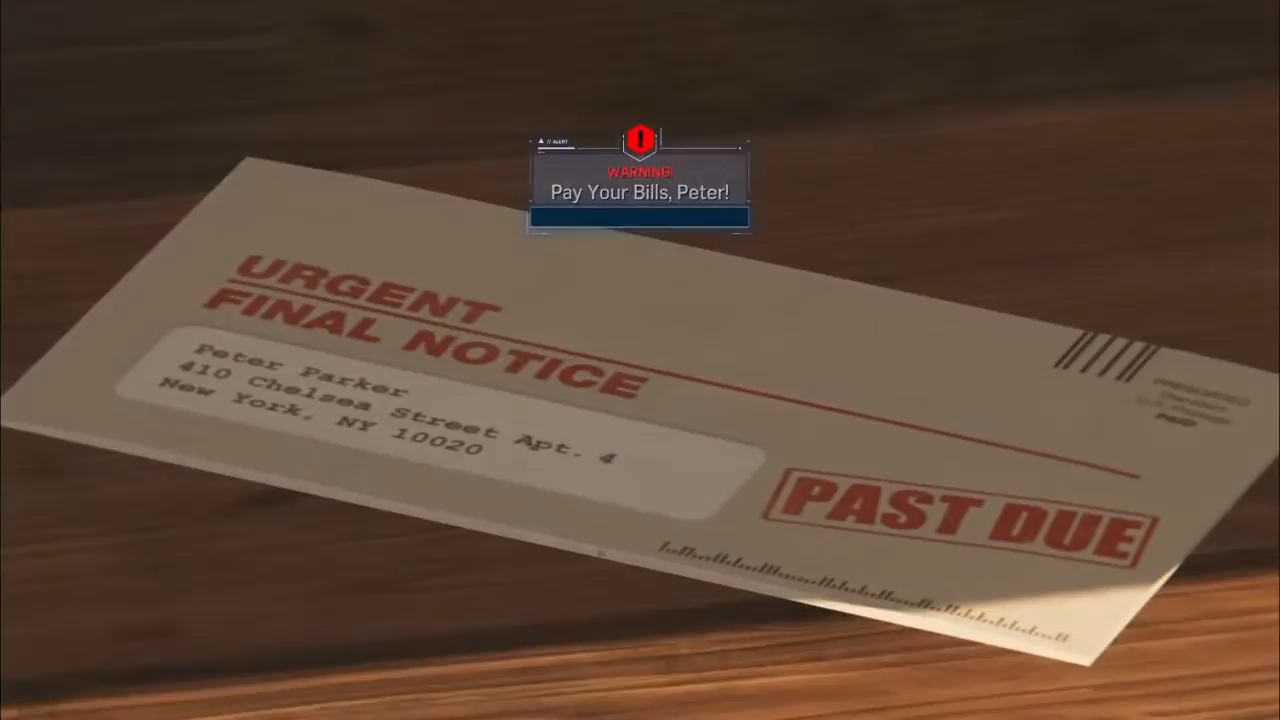 // ALERT
WARNING:
Pay Your Bills, Peter!
URGENT
FINAL NOTICE
Peter Parker
410 Chelsea Street Apt. 4
New York, NY 10020
PAID
PAST DUE